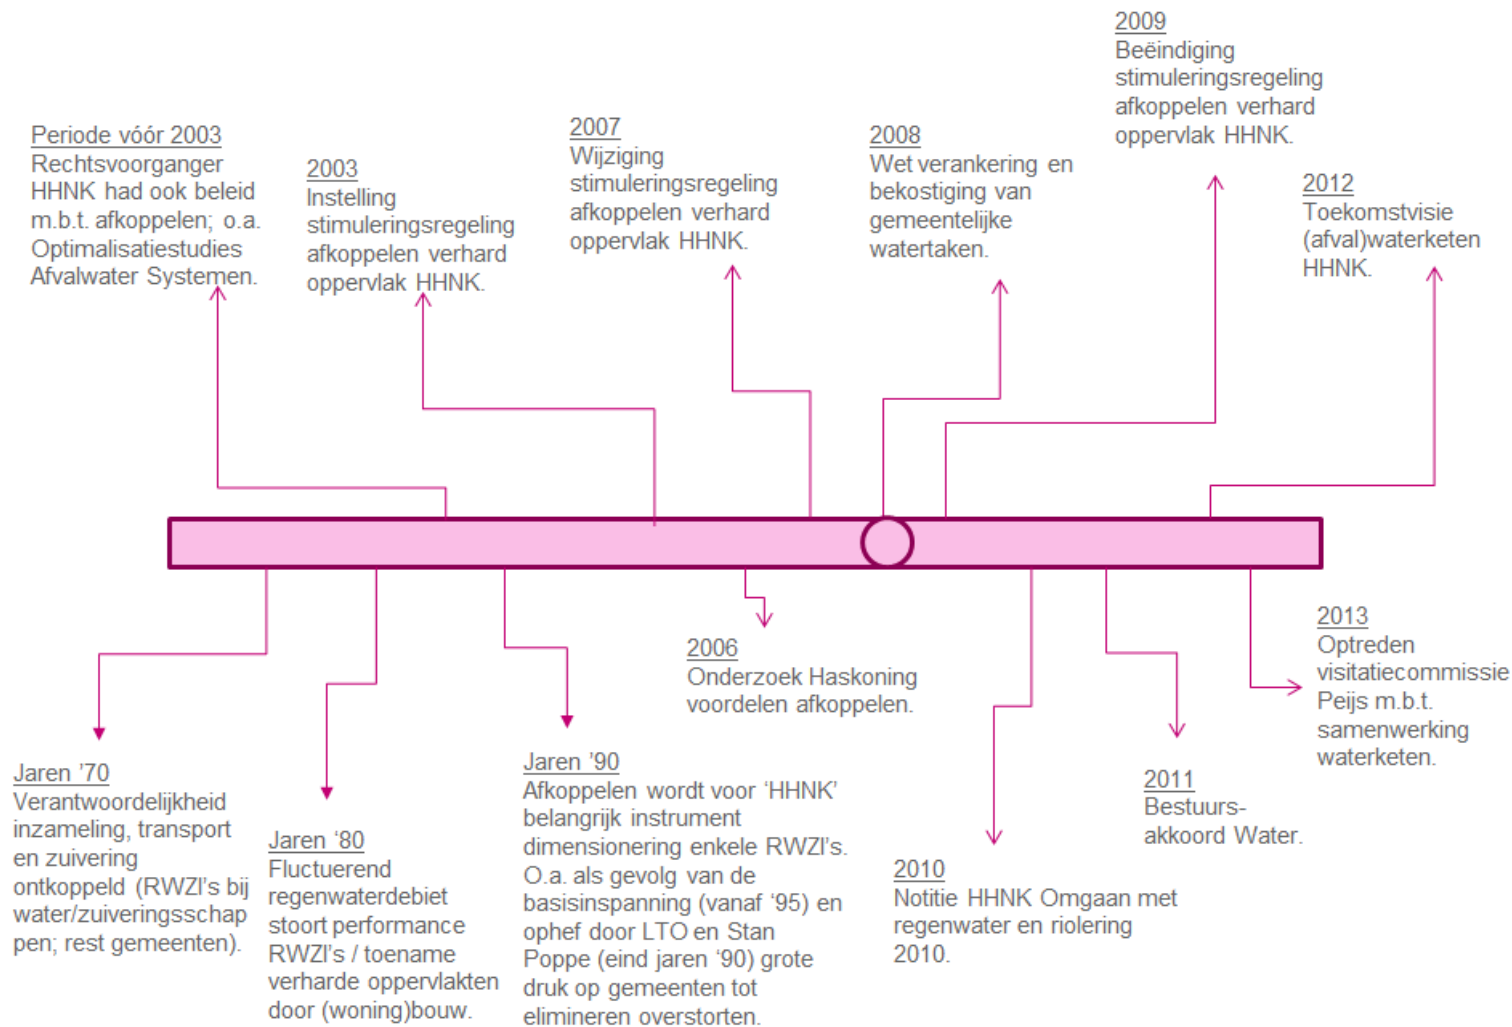 Periode vóór 2003
Rechtsvoorganger
HHNK had ook beleid
m.b.t. afkoppelen; o.a.
Optimalisatiestudies
Afvalwater Systemen.
2003
Instelling
stimuleringsregeling
afkoppelen verhard
oppervlak HHNK.
2007
Wijziging
stimuleringsregeling
afkoppelen verhard
oppervlak HHNK.
2008
Wet verankering en
bekostiging van
gemeentelijke
watertaken.
2009
Beëindiging
stimuleringsregeling
afkoppelen verhard
oppervlak HHNK.
2012
Toekomstvisie
(afval)waterketen
HHNK.
Jaren '70
Verantwoordelijkheid
inzameling, transport
en zuivering
ontkoppeld (RWZI's bij
water/zuiveringsschap
pen; rest gemeenten).
Jaren ‘80
Fluctuerend
regenwaterdebiet
stoort performance
RWZI's / toename
verharde oppervlakten
door (woning)bouw.
Jaren ’90
Afkoppelen wordt voor ‘HHNK’
belangrijk instrument
dimensionering enkele RWZI's.
O.a. als gevolg van de
basisinspanning (vanaf ‘95) en
ophef door LTO en Stan
Poppe (eind jaren ‘90) grote
druk op gemeenten tot
elimineren overstorten.
2006
Onderzoek Haskoning
voordelen afkoppelen.
2010
Notitie HHNK Omgaan met
regenwater en riolering
2010.
2011
Bestuurs-
akkoord Water.
2013
Optreden
visitatiecommissie
Peijs m.b.t.
samenwerking
waterketen.